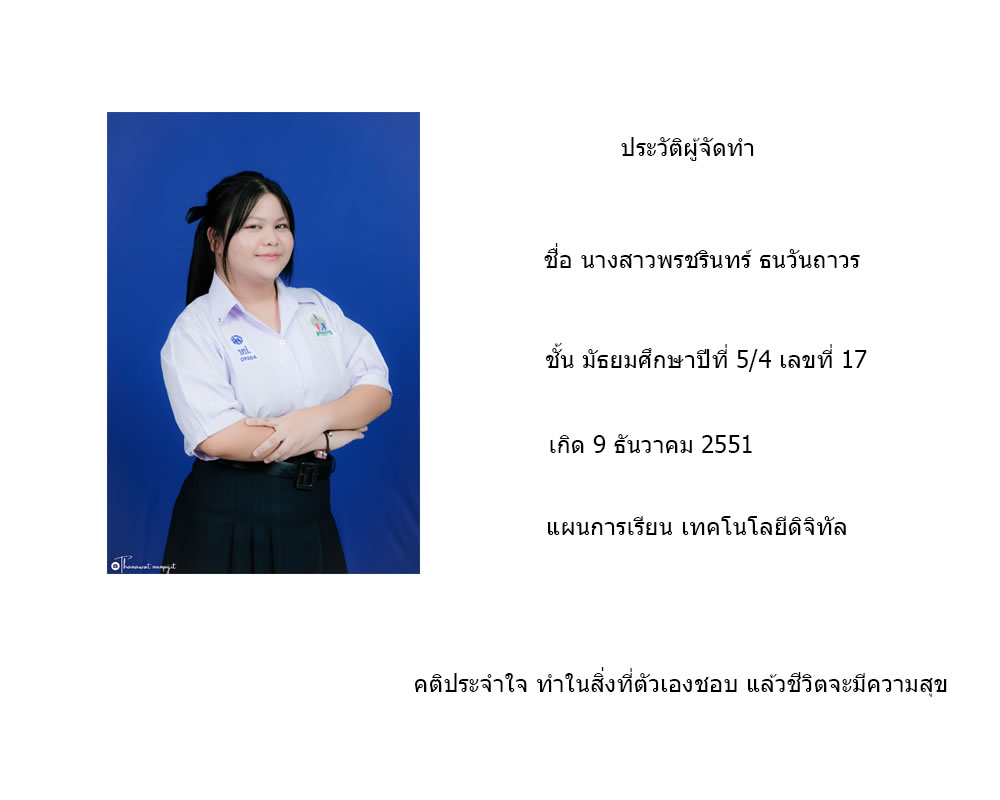 ประวัติผู้จัดทำ
ชื่อ นางสาวพรชรินทร์ ธนวันถาวร
ชั้น มัธยมศึกษาปีที่ 5/4 เลขที่ 17
เกิด 9 ธันวาคม 2551
แผนการเรียน เทคโนโลยีดิจิทัล
คติประจำใจ ทำในสิ่งที่ตัวเองชอบ แล้วชีวิตจะมีความสุข
Thanawat